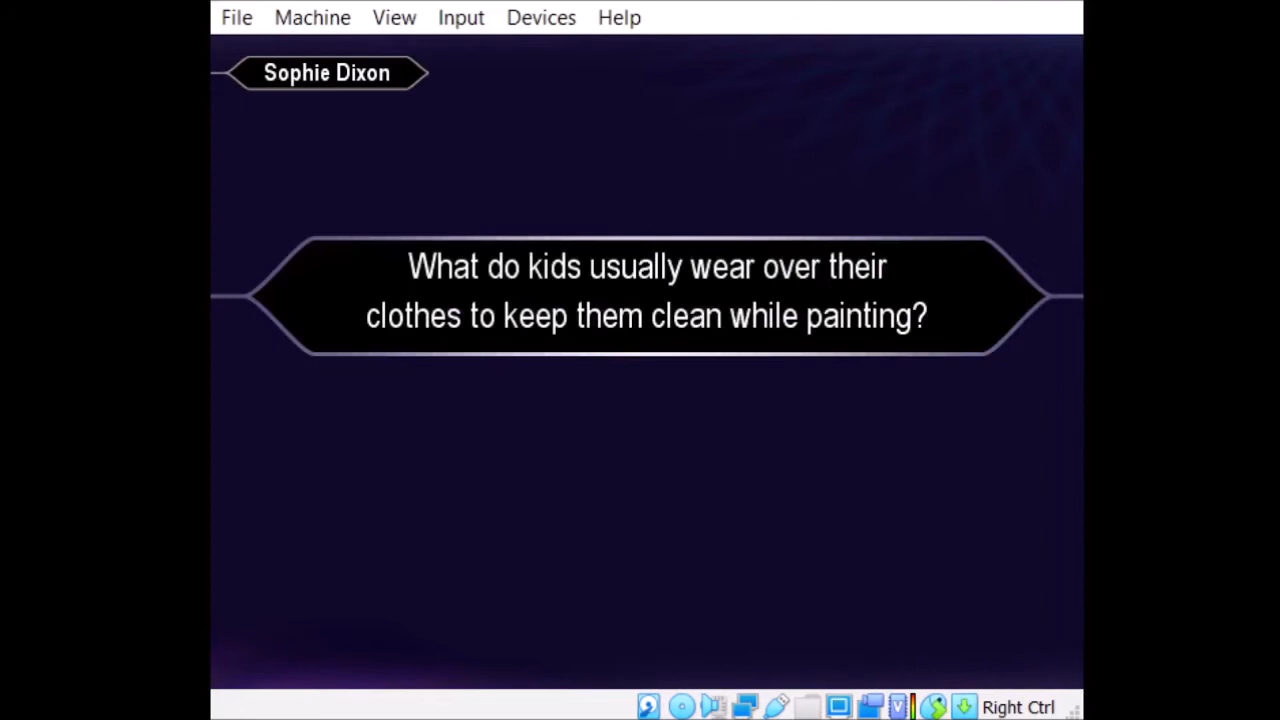 File Machine View Input Devices Help
Sophie Dixon
What do kids usually wear over their
clothes to keep them clean while painting?
Right Ctrl